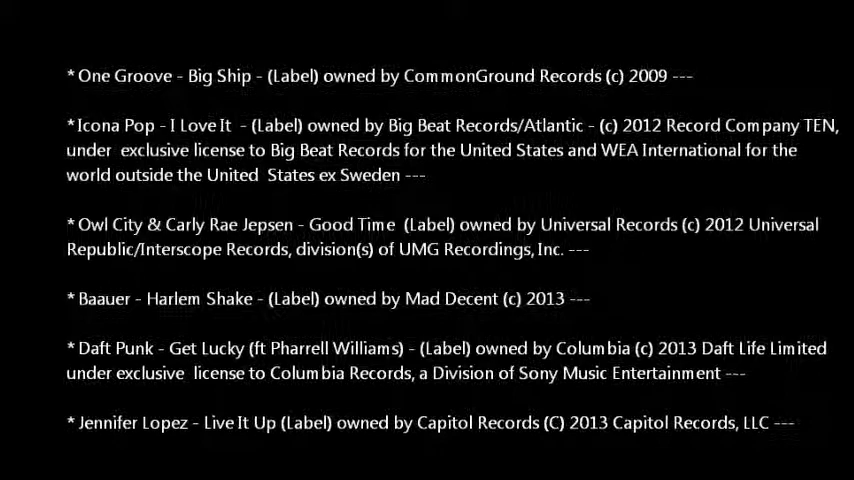 * One Groove - Big Ship - (Label) owned by CommonGround Records (c) 2009 ---
* Icona Pop - I Love It  - (Label) owned by Big Beat Records/Atlantic - (c) 2012 Record Company TEN,
under  exclusive license to Big Beat Records for the United States and WEA International for the
world outside the United  States ex Sweden ---
* Owl City & Carly Rae Jepsen - Good Time  (Label) owned by Universal Records (c) 2012 Universal
Republic/Interscope Records, division(s) of UMG Recordings, Inc. ---
* Baauer - Harlem Shake - (Label) owned by Mad Decent (c) 2013 ---
* Daft Punk - Get Lucky (ft Pharrell Williams) - (Label) owned by Columbia (c) 2013 Daft Life Limited
under exclusive  license to Columbia Records, a Division of Sony Music Entertainment ---
* Jennifer Lopez - Live It Up (Label) owned by Capitol Records (C) 2013 Capitol Records, LLC ---